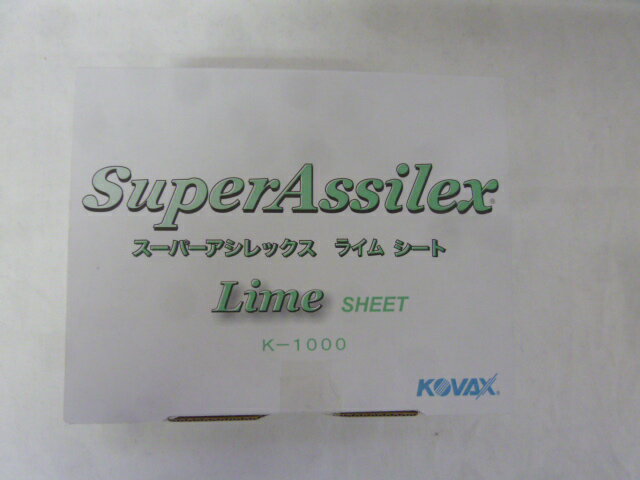 SuperAssilex®
スーパーアシレックス ライム シート
Lime SHEET
K-1000
KOVAX®